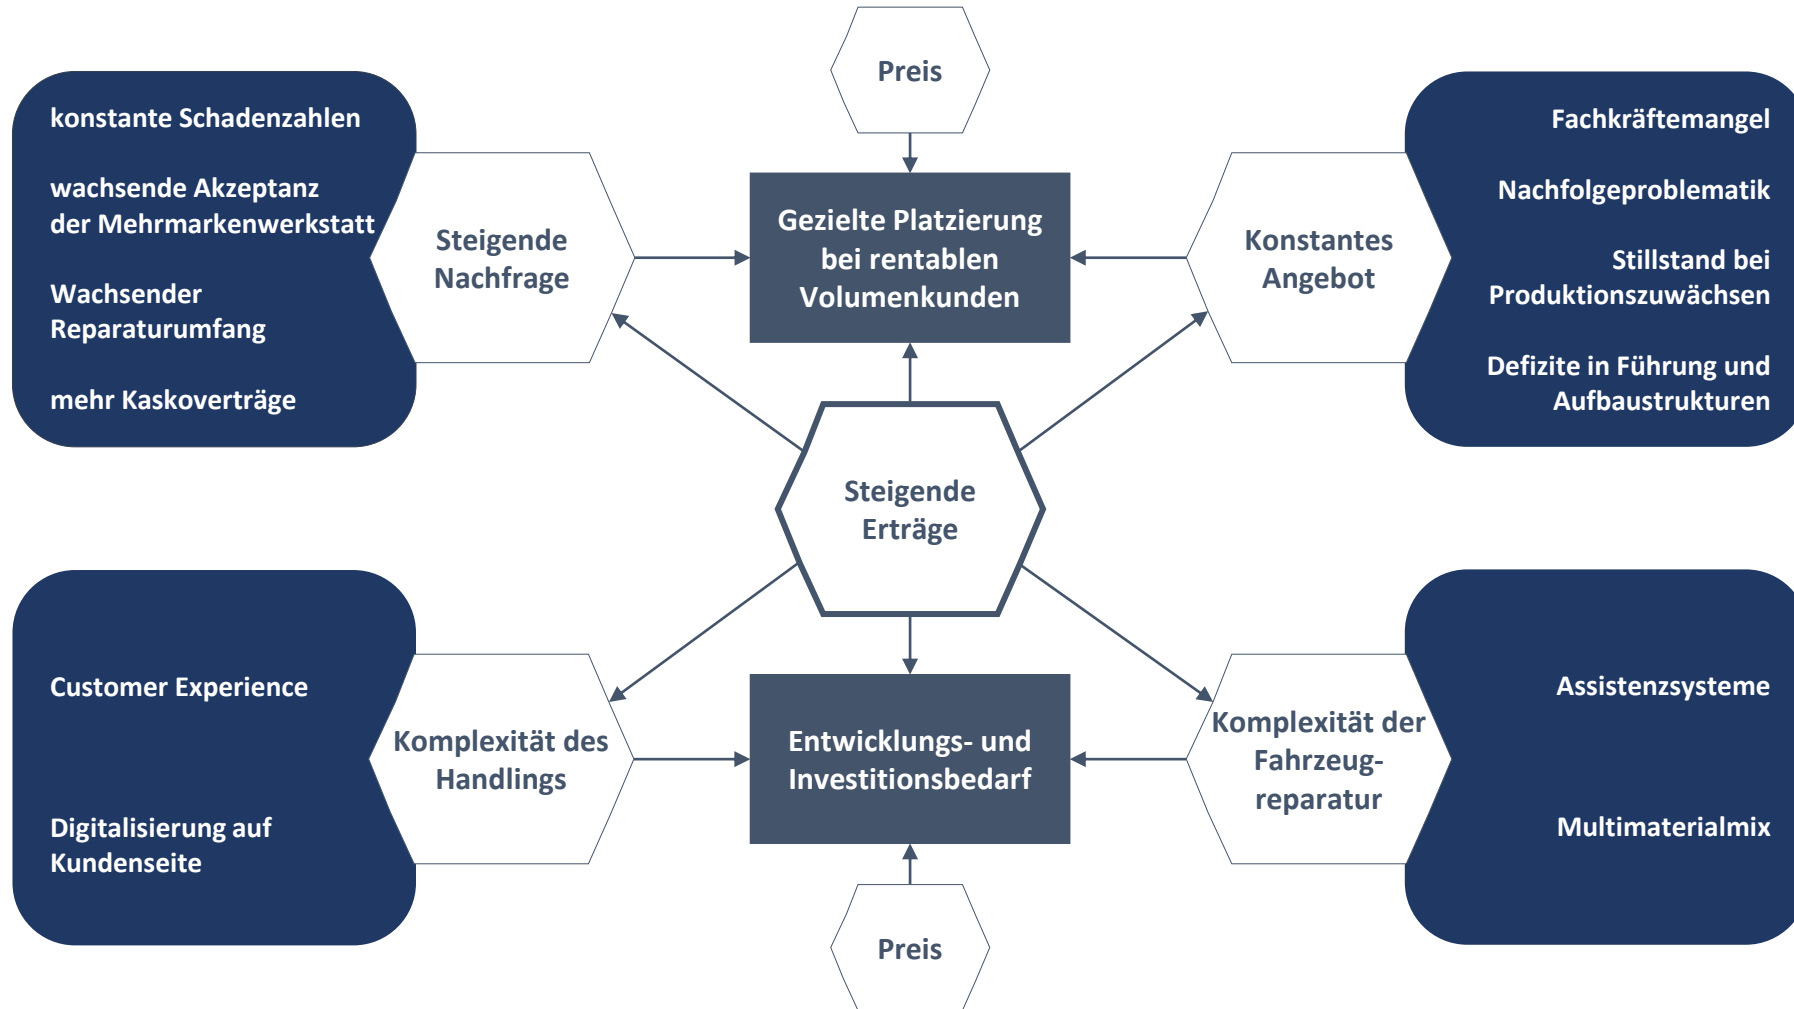 Preis
konstante Schadenzahlen
wachsende Akzeptanz
der Mehrmarkenwerkstatt
Wachsender
Reparaturumfang
mehr Kaskoverträge
Steigende
Nachfrage
Gezielte Platzierung
bei rentablen
Volumenkunden
Konstantes
Angebot
Fachkräftemangel
Nachfolgeproblematik
Stillstand bei
Produktionszuwächsen
Defizite in Führung und
Aufbaustrukturen
Steigende
Erträge
Customer Experience
Digitalisierung auf
Kundenseite
Komplexität des
Handlings
Entwicklungs- und
Investitionsbedarf
Komplexität der
Fahrzeug-
reparatur
Assistenzsysteme
Multimaterialmix
Preis